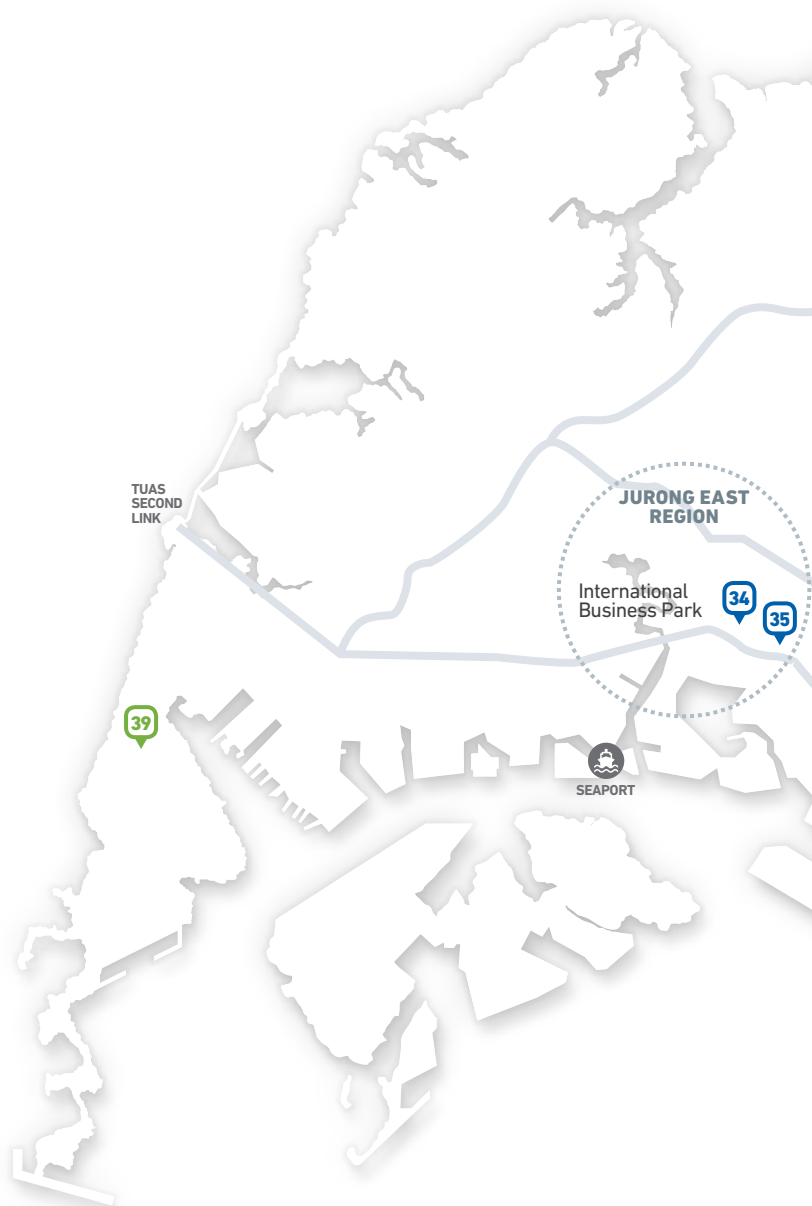 TUAS
SECOND
LINK
JURONG EAST
REGION
International
Business Park
34
35
39
SEAPORT